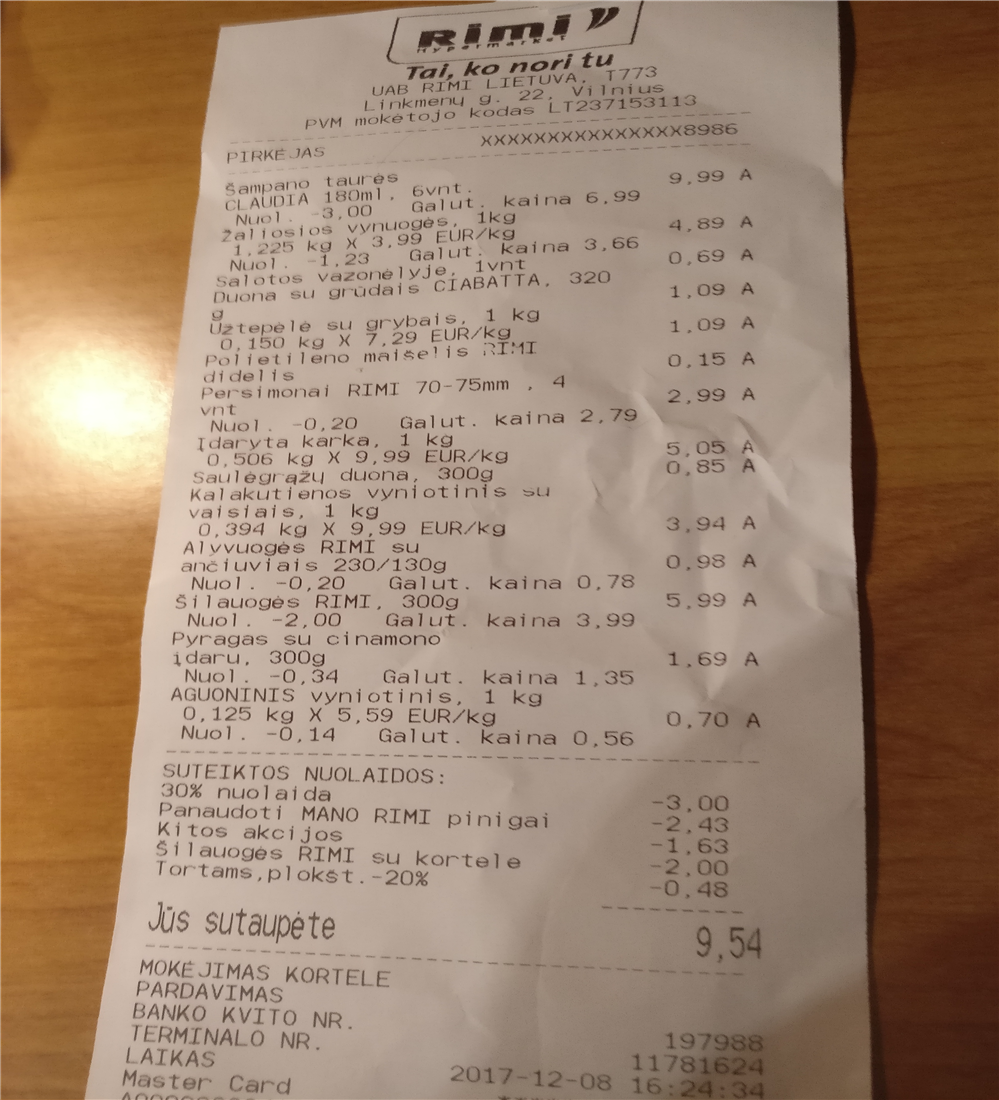 Rimi
Hypermarket
Tai, ko nori tu
UAB RIMI LIETUVA, T773
Linkmenų g. 22, Vilnius
PVM mokėtojo kodas LT237153113
PIRKĖJAS XXXXXXXXXXXXXXX8986
Šampano taurės
CLAUDIA 180ml, 6vnt. 9,99 A
Nuol. -3,00 Galut. kaina 6,99
Žaliosios vynuogės, 1kg
1,225 kg X 3,99 EUR/kg 4,89 A
Nuol. -1,23 Galut. kaina 3,66
Salotos vazonėlyje, 1vnt 0,69 A
Duona su grūdais CIABATTA, 320
g 1,09 A
Užtepėlė su grybais, 1 kg
0,150 kg X 7,29 EUR/kg 1,09 A
Polietileno maišelis RIMI
didelis 0,15 A
Persimonai RIMI 70-75mm , 4
vnt 2,99 A
Nuol. -0,20 Galut. kaina 2,79
Įdaryta karka, 1 kg
0,506 kg X 9,99 EUR/kg 5,05 A
Saulėgrąžų duona, 300g 0,85 A
Kalakutienos vyniotinis su
vaisiais, 1 kg
0,394 kg X 9,99 EUR/kg 3,94 A
Alyvuogės RIMI su
ančiuviais 230/130g 0,98 A
Nuol. -0,20 Galut. kaina 0,78
Šilauogės RIMI, 300g 5,99 A
Nuol. -2,00 Galut. kaina 3,99
Pyragas su cinamono
įdaru, 300g 1,69 A
Nuol. -0,34 Galut. kaina 1,35
AGUONINIS vyniotinis, 1 kg
0,125 kg X 5,59 EUR/kg 0,70 A
Nuol. -0,14 Galut. kaina 0,56
SUTEIKTOS NUOLAIDOS:
30% nuolaida -3,00
Panaudoti MANO RIMI pinigai -2,43
Kitos akcijos -1,63
Šilauogės RIMI su kortele -2,00
Tortams,plokšt.-20% -0,48
Jūs sutaupėte 9,54
MOKĖJIMAS KORTELE
PARDAVIMAS
BANKO KVITO NR. 197988
TERMINALO NR. 11781624
LAIKAS 2017-12-08 16:24:34
Master Card